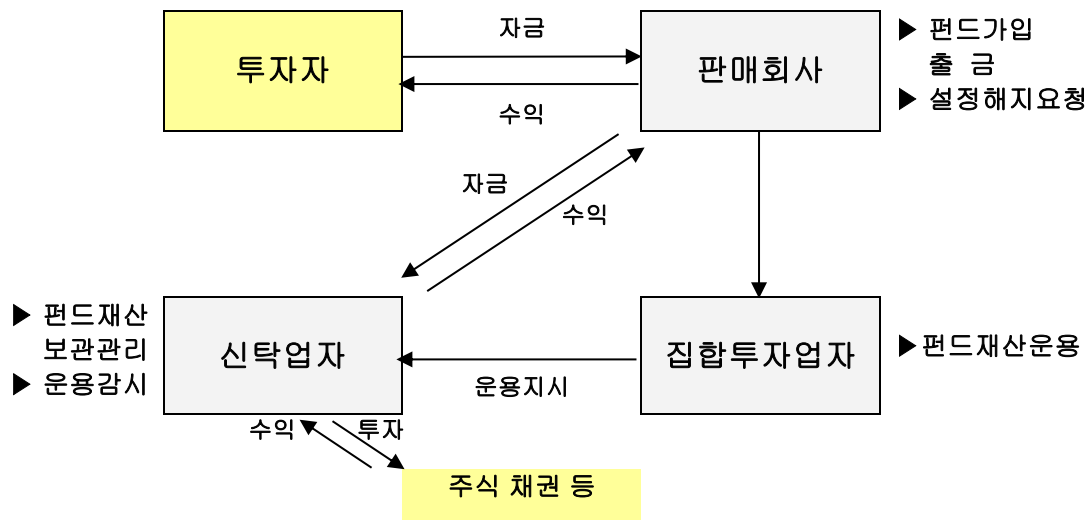 자금
투자자
판매회사
▶ 펀드가입
출 금
▶ 설정해지요청
수익
자금
수익
▶ 펀드재산
보관관리
▶ 운용감시
신탁업자
운용지시
집합투자업자
▶ 펀드재산운용
수익
투자
주식 채권 등